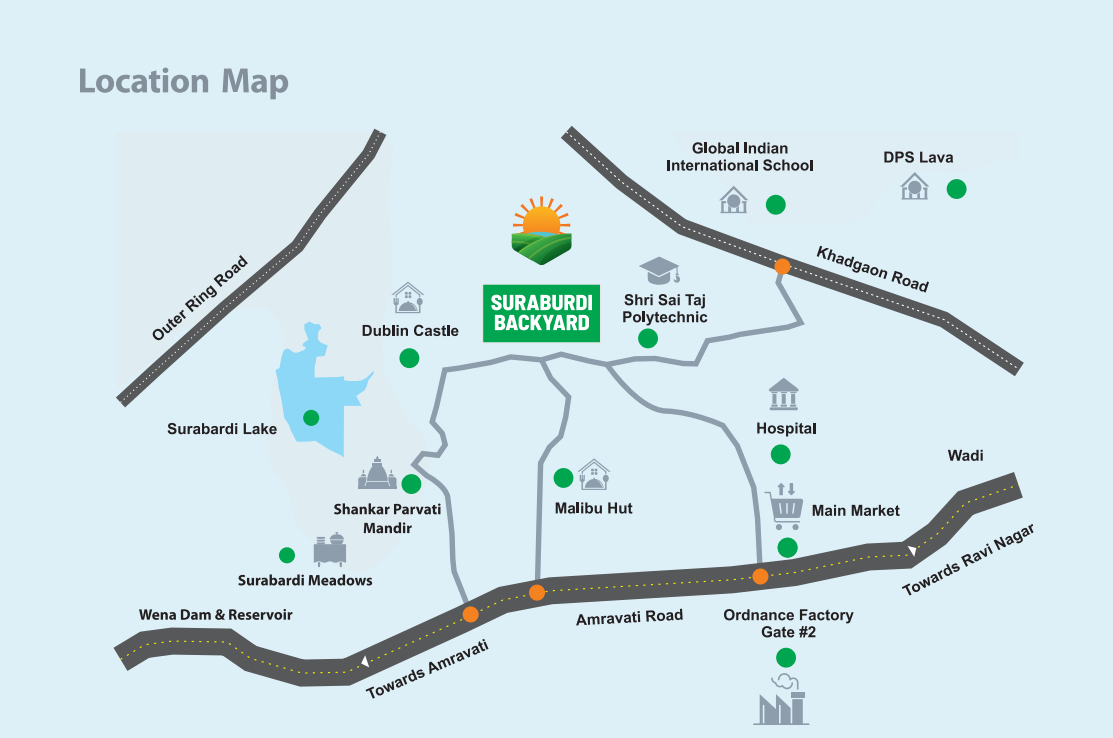 Location Map
Global Indian
International School
DPS Lava
Khadgaon Road
Outer Ring Road
SURABURDI
BACKYARD
Shri Sai Taj
Polytechnic
Dublin Castle
Surabardi Lake
Hospital
Wadi
Shankar Parvati
Mandir
Malibu Hut
Main Market
Surabardi Meadows
Towards Ravi Nagar
Wena Dam & Reservoir
Amravati Road
Ordnance Factory
Gate #2
Towards Amravati